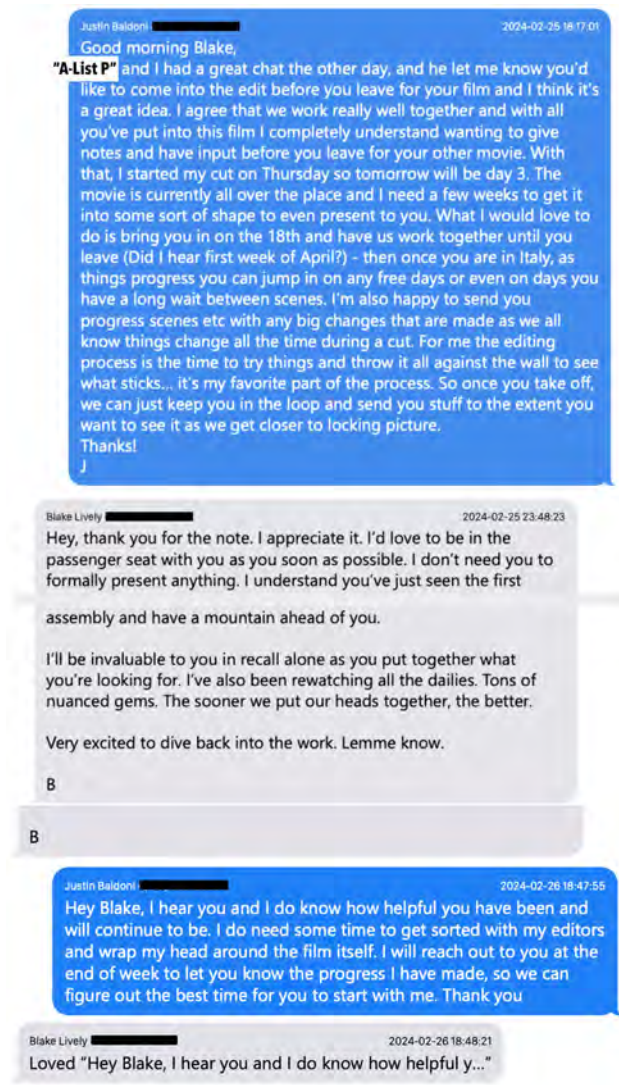 Justin Baldoni 2024-02-25 18:17:01
Good morning Blake,
"A-List P" and I had a great chat the other day, and he let me know you'd
like to come into the edit before you leave for your film and I think it's
a great idea. I agree that we work really well together and with all
you've put into this film I completely understand wanting to give
notes and have input before you leave for your other movie. With
that, I started my cut on Thursday so tomorrow will be day 3. The
movie is currently all over the place and I need a few weeks to get it
into some sort of shape to even present to you. What I would love to
do is bring you in on the 18th and have us work together until you
leave (Did I hear first week of April?) - then once you are in Italy, as
things progress you can jump in on any free days or even on days you
have a long wait between scenes. I'm also happy to send you
progress scenes etc with any big changes that are made as we all
know things change all the time during a cut. For me the editing
process is the time to try things and throw it all against the wall to see
what sticks... it's my favorite part of the process. So once you take off,
we can just keep you in the loop and send you stuff to the extent you
want to see it as we get closer to locking picture.
Thanks!
J
Blake Lively 2024-02-25 23:48:23
Hey, thank you for the note. I appreciate it. I'd love to be in the
passenger seat with you as you soon as possible. I don't need you to
formally present anything. I understand you've just seen the first
assembly and have a mountain ahead of you.
I'll be invaluable to you in recall alone as you put together what
you're looking for. I've also been rewatching all the dailies. Tons of
nuanced gems. The sooner we put our heads together, the better.
Very excited to dive back into the work. Lemme know.
B
B
Justin Baldoni 2024-02-26 18:47:55
Hey Blake, I hear you and I do know how helpful you have been and
will continue to be. I do need some time to get sorted with my editors
and wrap my head around the film itself. I will reach out to you at the
end of week to let you know the progress I have made, so we can
figure out the best time for you to start with me. Thank you
Blake Lively 2024-02-26 18:48:21
Loved "Hey Blake, I hear you and I do know how helpful y..."